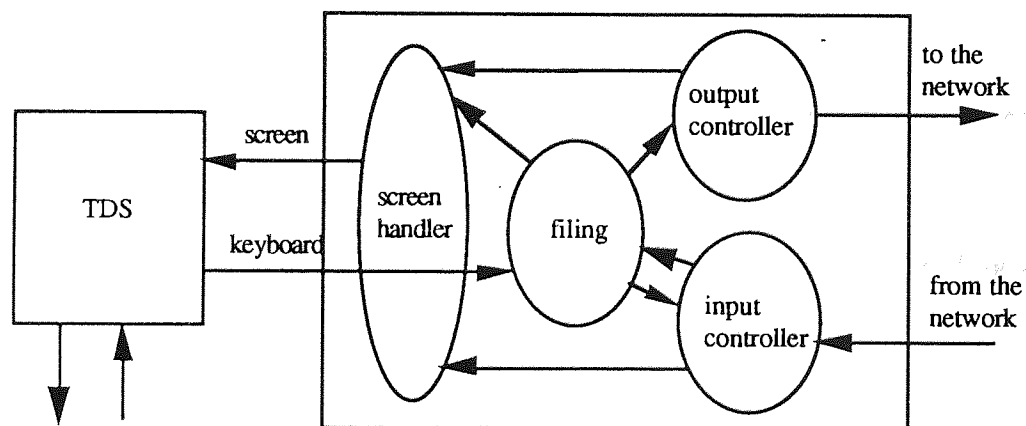 to the
network
output
controller
screen
TDS
screen
handler
filing
keyboard
from the
network
input
controller